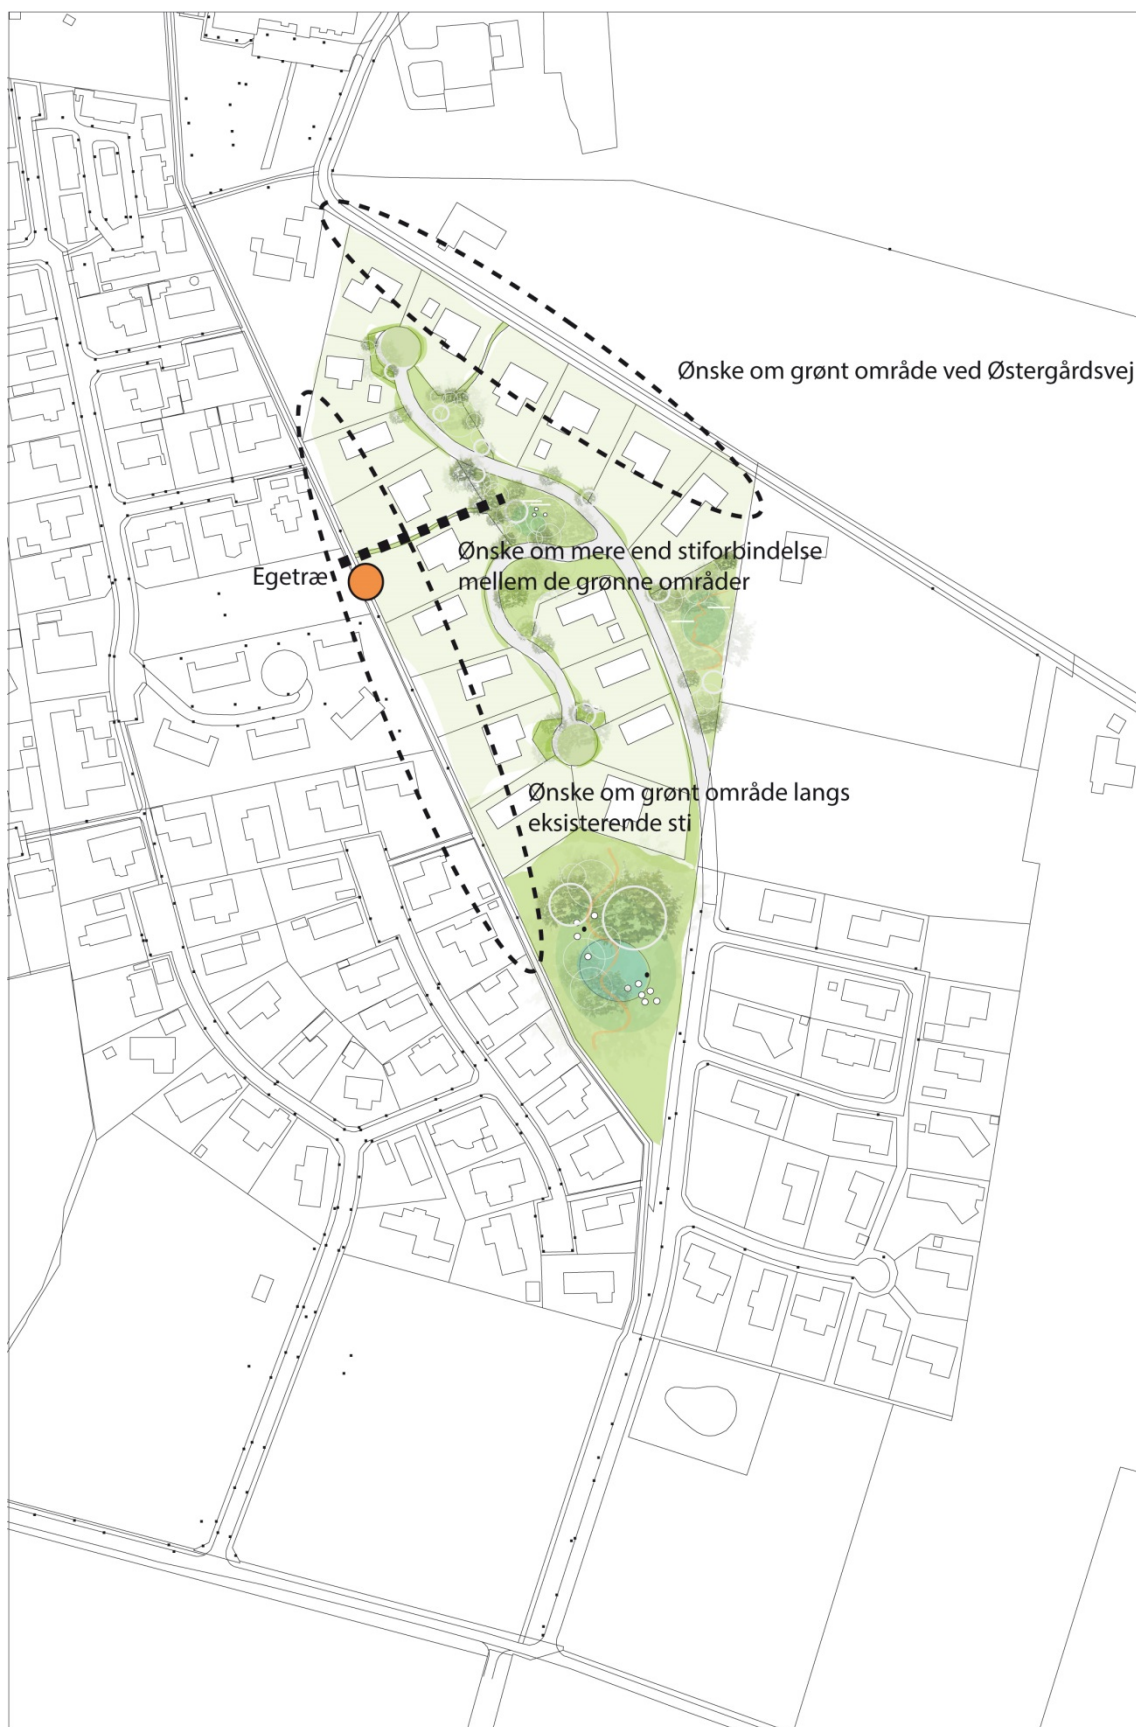 Ønske om grønt område ved Østergårdsvej
Ønske om mere end stiforbindelse
mellem de grønne områder
Egetræ
Ønske om grønt område langs
eksisterende sti